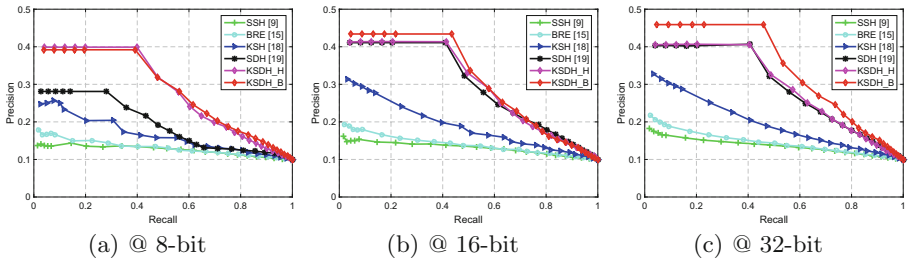 0.5
0.4
0.3
0.2
0.1
0
Precision
0 0.2 0.4 0.6 0.8 1
Recall
SSH [9]
BRE [15]
KSH [18]
SDH [19]
KSDH_H
KSDH_B
(a) @ 8-bit
0.5
0.4
0.3
0.2
0.1
0
Precision
0 0.2 0.4 0.6 0.8 1
Recall
SSH [9]
BRE [15]
KSH [18]
SDH [19]
KSDH_H
KSDH_B
(b) @ 16-bit
0.5
0.4
0.3
0.2
0.1
0
Precision
0 0.2 0.4 0.6 0.8 1
Recall
SSH [9]
BRE [15]
KSH [18]
SDH [19]
KSDH_H
KSDH_B
(c) @ 32-bit